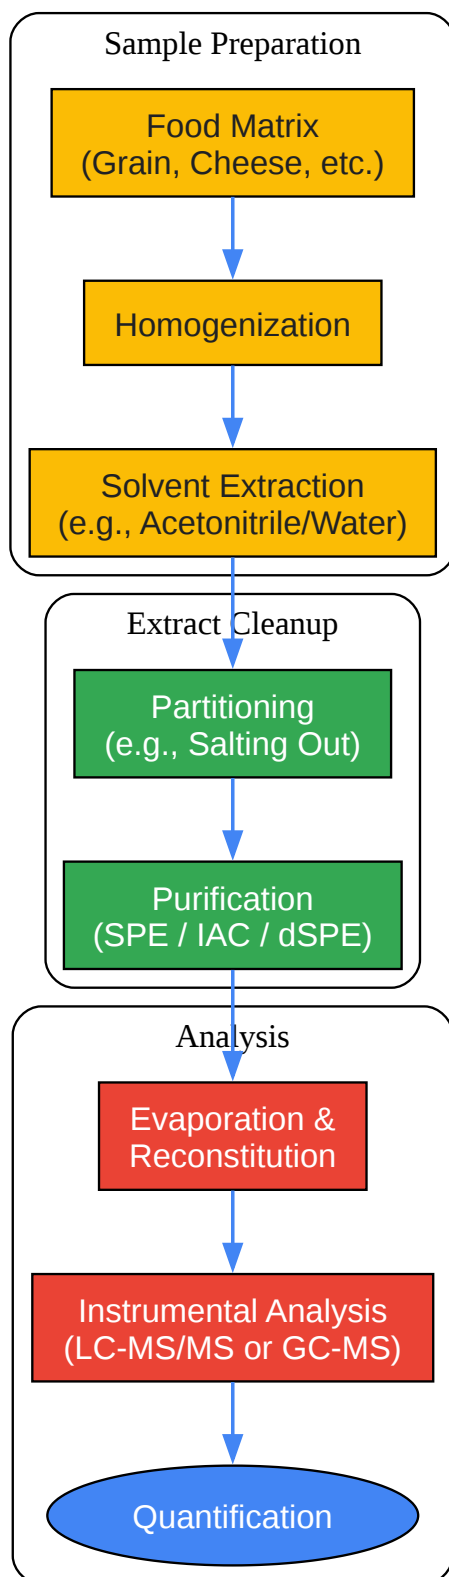 Sample Preparation
Food Matrix
(Grain, Cheese, etc.)
Homogenization
Solvent Extraction
(e.g., Acetonitrile/Water)
Extract Cleanup
Partitioning
(e.g., Salting Out)
Purification
(SPE / IAC / dSPE)
Analysis
Evaporation &
Reconstitution
Instrumental Analysis
(LC-MS/MS or GC-MS)
Quantification